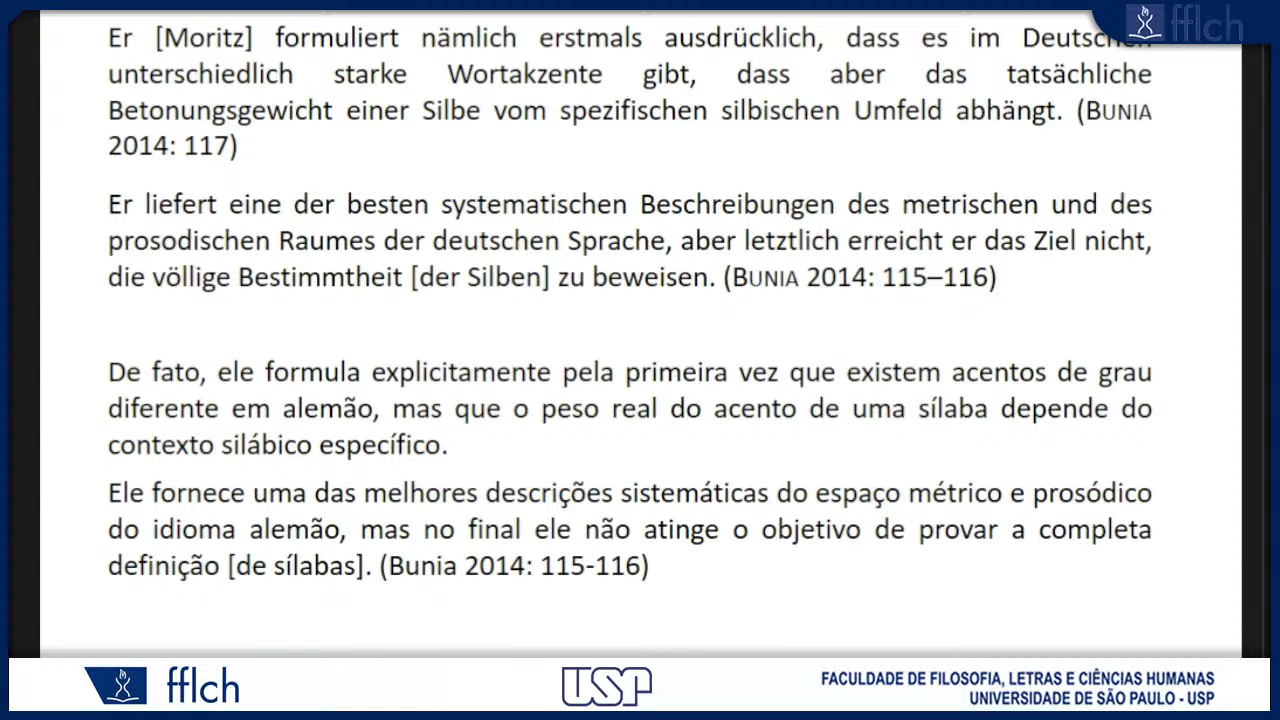 fflch
Er [Moritz] formuliert nämlich erstmals ausdrücklich, dass es im Deutschen
unterschiedlich starke Wortakzente gibt, dass aber das tatsächliche
Betonungsgewicht einer Silbe vom spezifischen silbischen Umfeld abhängt. (BUNIA
2014: 117)
Er liefert eine der besten systematischen Beschreibungen des metrischen und des
prosodischen Raumes der deutschen Sprache, aber letztlich erreicht er das Ziel nicht,
die völlige Bestimmtheit [der Silben] zu beweisen. (BUNIA 2014: 115–116)
De fato, ele formula explicitamente pela primeira vez que existem acentos de grau
diferente em alemão, mas que o peso real do acento de uma sílaba depende do
contexto silábico específico.
Ele fornece uma das melhores descrições sistemáticas do espaço métrico e prosódico
do idioma alemão, mas no final ele não atinge o objetivo de provar a completa
definição [de sílabas]. (Bunia 2014: 115-116)
fflch
USP
FACULDADE DE FILOSOFIA, LETRAS E CIÊNCIAS HUMANAS
UNIVERSIDADE DE SÃO PAULO - USP